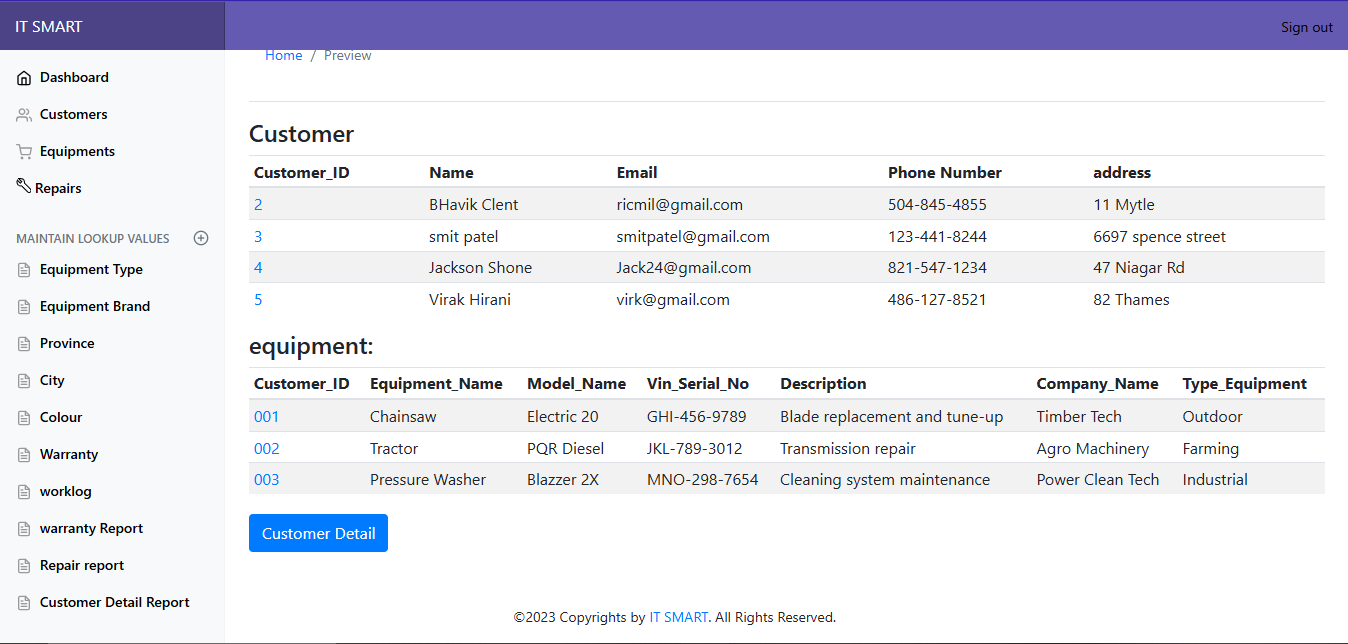 IT SMART
Sign out
Home / Preview
Dashboard
Customers
Equipments
Repairs
MAINTAIN LOOKUP VALUES
Equipment Type
Equipment Brand
Province
City
Colour
Warranty
worklog
warranty Report
Repair report
Customer Detail Report
Customer
Customer_ID Name Email Phone Number address
2 BHavik Clent ricmil@gmail.com 504-845-4855 11 Mytle
3 smit patel smitpatel@gmail.com 123-441-8244 6697 spence street
4 Jackson Shone Jack24@gmail.com 821-547-1234 47 Niagar Rd
5 Virak Hirani virk@gmail.com 486-127-8521 82 Thames
equipment:
Customer_ID Equipment_Name Model_Name Vin_Serial_No Description Company_Name Type_Equipment
001 Chainsaw Electric 20 GHI-456-9789 Blade replacement and tune-up Timber Tech Outdoor
002 Tractor PQR Diesel JKL-789-3012 Transmission repair Agro Machinery Farming
003 Pressure Washer Blazzer 2X MNO-298-7654 Cleaning system maintenance Power Clean Tech Industrial
Customer Detail
©2023 Copyrights by IT SMART. All Rights Reserved.